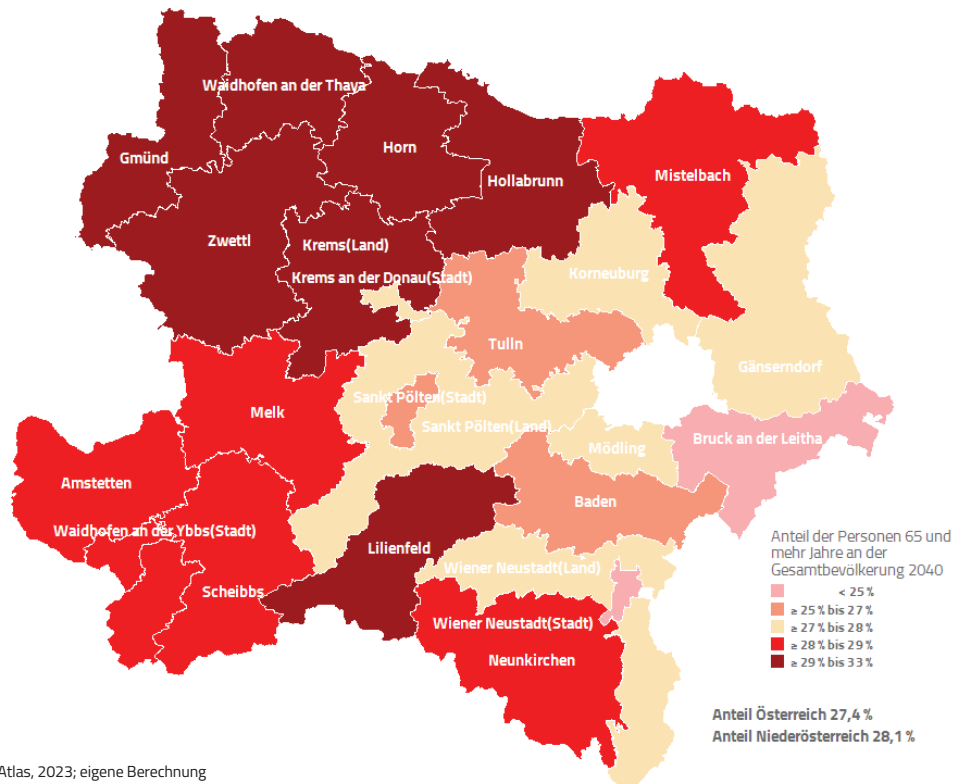 Waidhofen an der Thaya
Gmünd
Horn
Hollabrunn
Mistelbach
Zwettl
Krems(Land)
Krems an der Donau(Stadt)
Korneuburg
Tulln
Gänserndorf
Melk
Sankt Pölten(Stadt)
Sankt Pölten(Land)
Mödling
Bruck an der Leitha
Amstetten
Baden
Waidhofen an der Ybbs(Stadt)
Lilienfeld
Wiener Neustadt(Land)
Scheibbs
Wiener Neustadt(Stadt)
Neunkirchen
Anteil der Personen 65 und
mehr Jahre an der
Gesamtbevölkerung 2040
< 25 %
≥ 25 % bis 27 %
≥ 27 % bis 28 %
≥ 28 % bis 29 %
≥ 29 % bis 33 %
Anteil Österreich 27,4 %
Anteil Niederösterreich 28,1 %
Atlas, 2023; eigene Berechnung